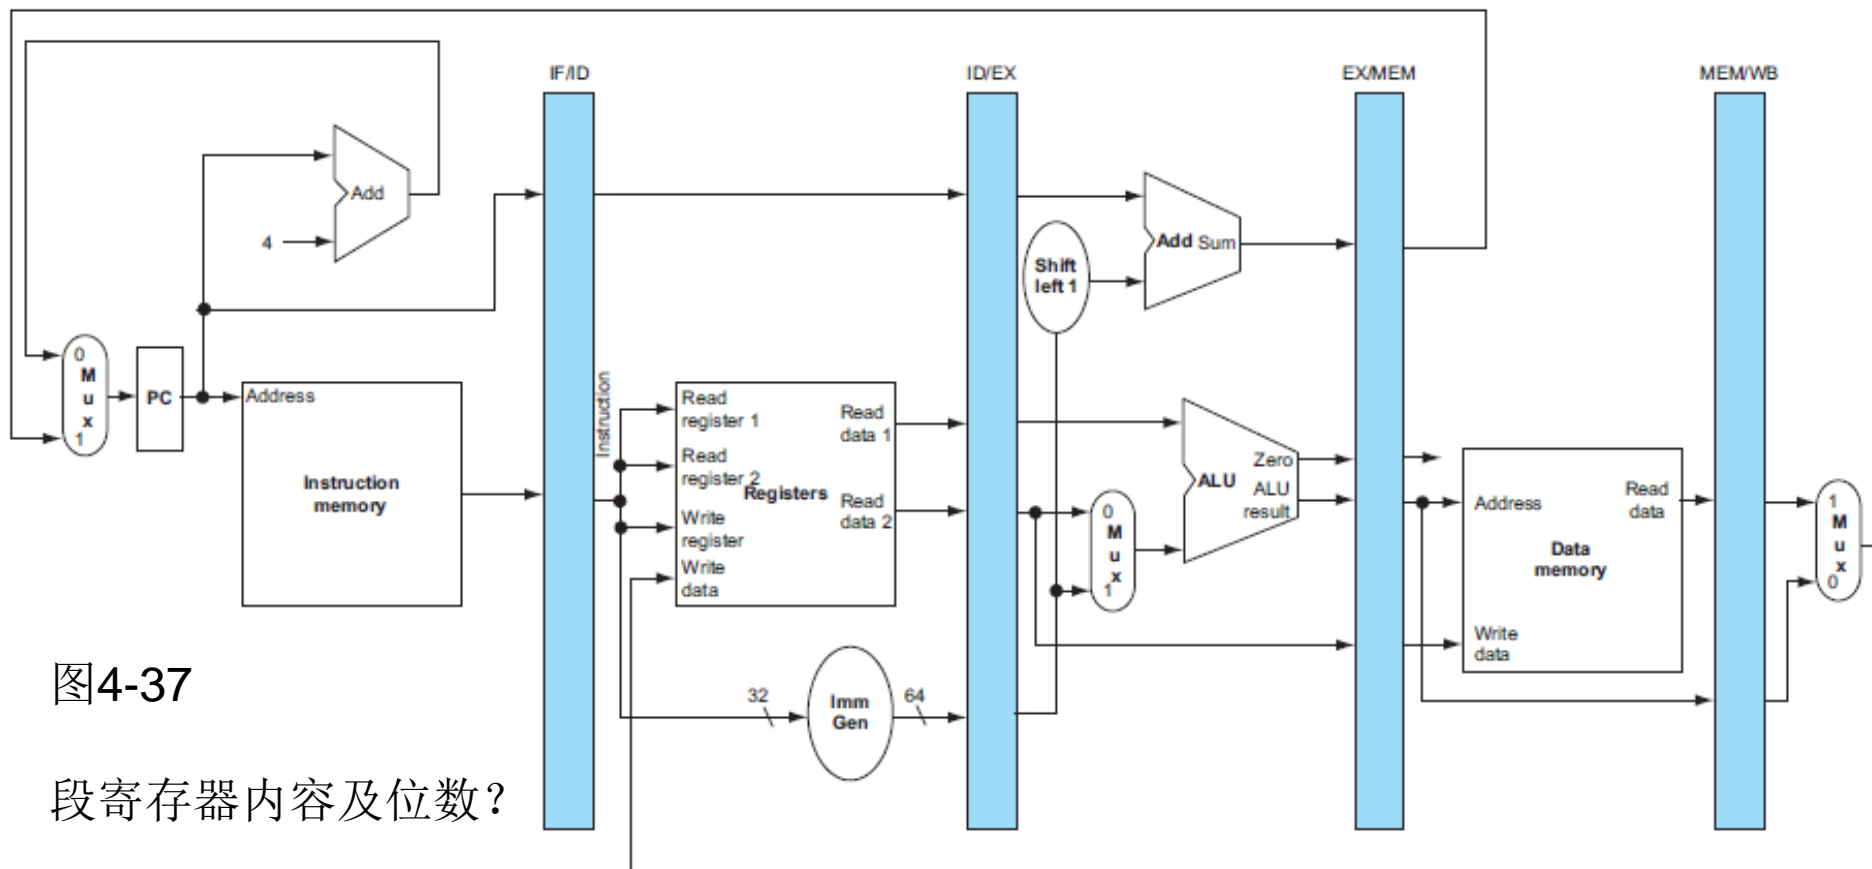 IF/ID
ID/EX
EX/MEM
MEM/WB
Add
4
0
M
u
x
1
PC
Address
Instruction
memory
Instruction
Read
register 1
Read
register 2
Write
register
Write
data
Registers
Read
data 1
Read
data 2
32
Imm
Gen
64
Shift
left 1
Add Sum
0
M
u
x
1
ALU
Zero
ALU
result
Address
Read
data
Data
memory
Write
data
1
M
u
x
0
图4-37
段寄存器内容及位数？